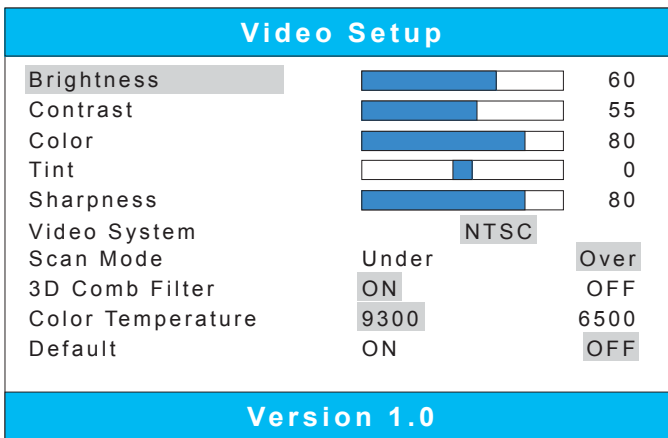 Video Setup
Brightness 60
Contrast 55
Color 80
Tint 0
Sharpness 80
Video System NTSC
Scan Mode Under Over
3D Comb Filter ON OFF
Color Temperature 9300 6500
Default ON OFF
Version 1.0